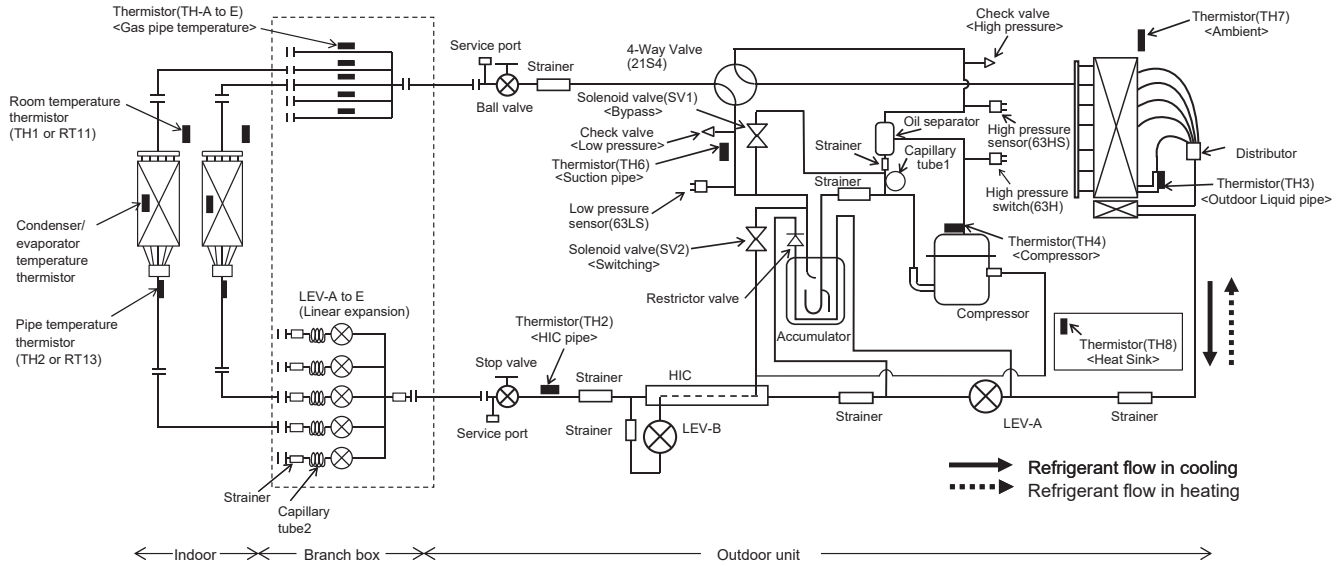 Thermistor(TH-A to E)
<Gas pipe temperature>
Room temperature
thermistor
(TH1 or RT11)
Condenser/
evaporator
temperature
thermistor
Pipe temperature
thermistor
(TH2 or RT13)
LEV-A to E
(Linear expansion)
Strainer
Capillary
tube2
Service port
Ball valve
Strainer
4-Way Valve
(21S4)
Solenoid valve(SV1)
<Bypass>
Check valve
<Low pressure>
Thermistor(TH6)
<Suction pipe>
Low pressure
sensor(63LS)
Solenoid valve(SV2)
<Switching>
Restrictor valve
Accumulator
Check valve
<High pressure>
Oil separator
Strainer
Capillary
tube1
Strainer
High pressure
sensor(63HS)
High pressure
switch(63H)
Thermistor(TH4)
<Compressor>
Compressor
Thermistor(TH7)
<Ambient>
Distributor
Thermistor(TH3)
<Outdoor Liquid pipe>
Thermistor(TH8)
<Heat Sink>
Thermistor(TH2)
<HIC pipe>
Stop valve
Service port
Strainer
Strainer
HIC
LEV-B
Strainer
LEV-A
Strainer
Refrigerant flow in cooling
Refrigerant flow in heating
Indoor
Branch box
Outdoor unit